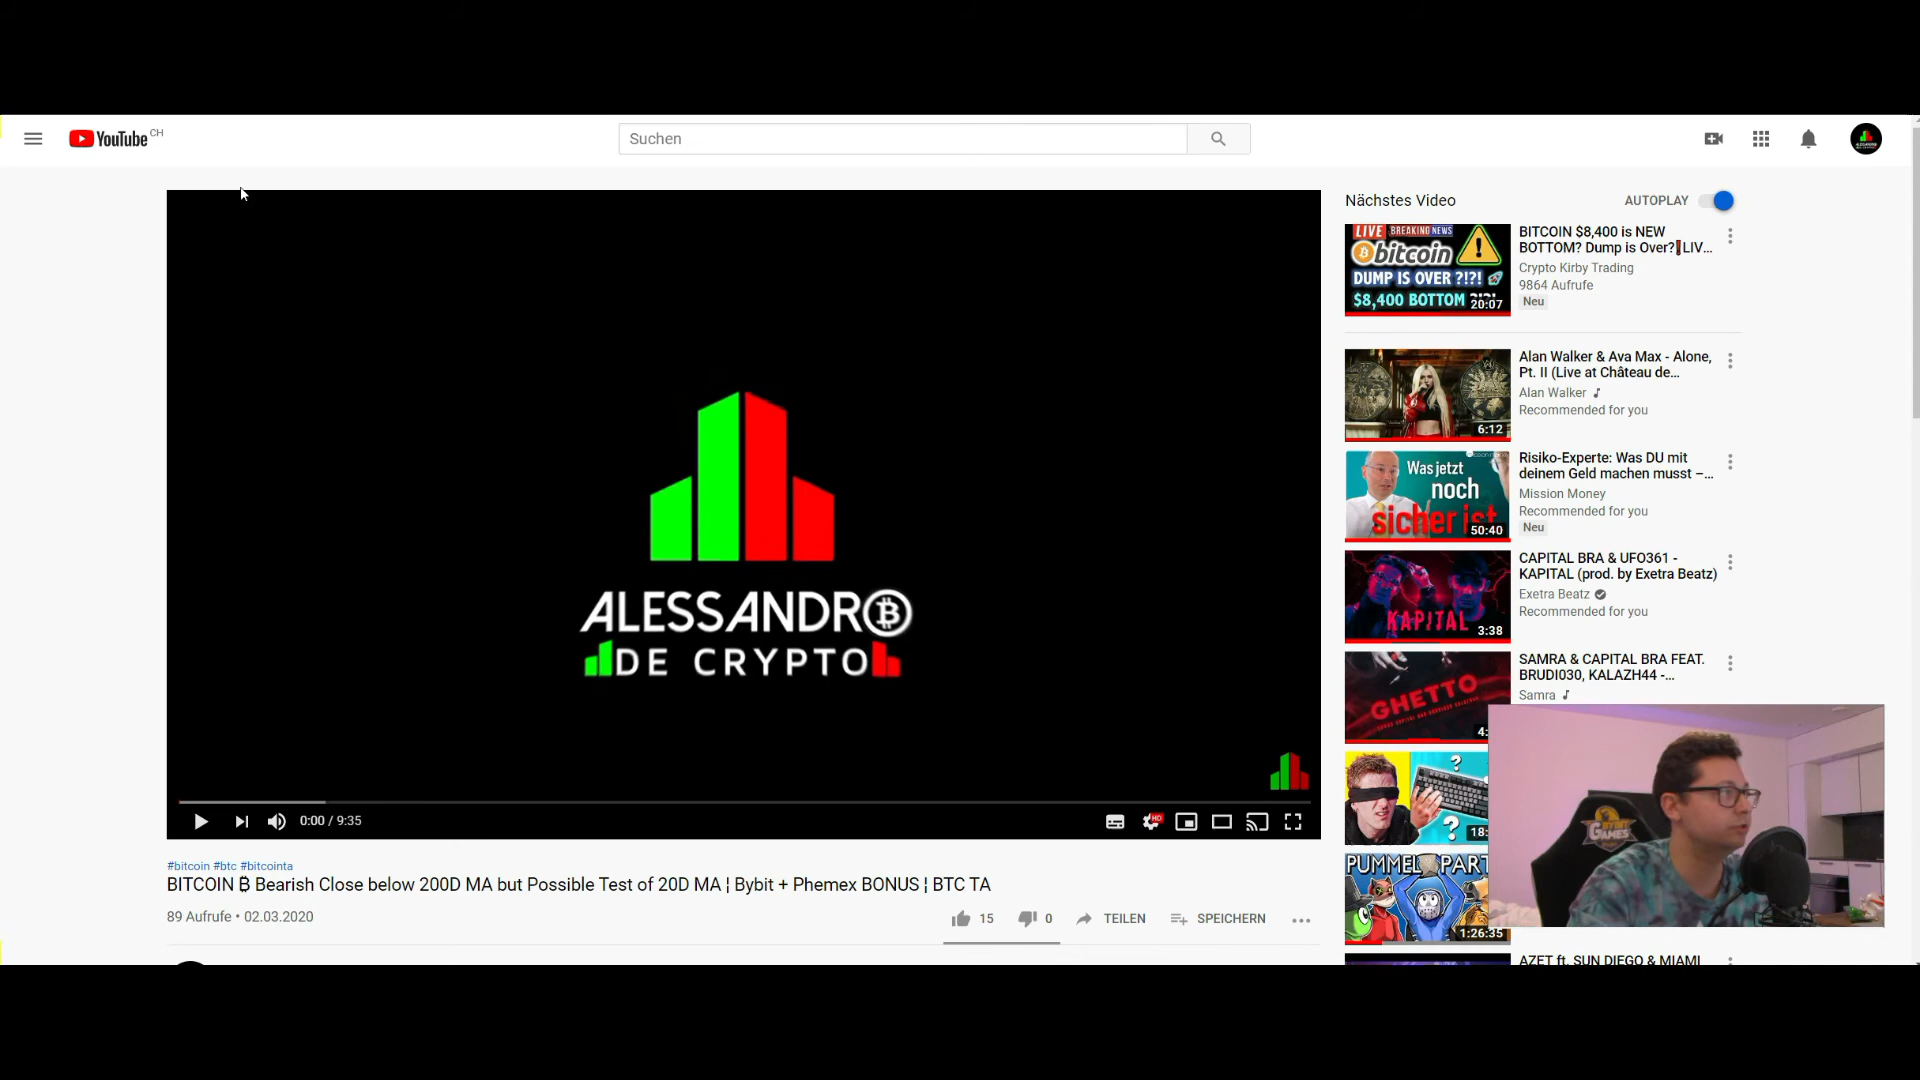 YouTube CH
Suchen
ALESSANDRO
DE CRYPTO
0:00 / 9:35
#bitcoin #btc #bitcointa
BITCOIN ₿ Bearish Close below 200D MA but Possible Test of 20D MA ¦ Bybit + Phemex BONUS ¦ BTC TA
89 Aufrufe • 02.03.2020
15
0
TEILEN
SPEICHERN
Nächstes Video
AUTOPLAY
LIVE BREAKING NEWS
bitcoin
DUMP IS OVER ?!?!
$8,400 BOTTOM
20:07
BITCOIN $8,400 is NEW
BOTTOM? Dump is Over?❗LIV...
Crypto Kirby Trading
9864 Aufrufe
Neu
6:12
Alan Walker & Ava Max - Alone,
Pt. II (Live at Château de...
Alan Walker
Recommended for you
Was jetzt
noch
sicher ist
50:40
Risiko-Experte: Was DU mit
deinem Geld machen musst –...
Mission Money
Recommended for you
Neu
KAPITAL
3:38
CAPITAL BRA & UFO361 -
KAPITAL (prod. by Exetra Beatz)
Exetra Beatz
Recommended for you
GHETTO
4:
SAMRA & CAPITAL BRA FEAT.
BRUDI030, KALAZH44 -...
Samra
? ?
18:
PUMMEL PART
1:26:35
BYBIT
GAMES
AZET ft. SUN DIEGO & MIAMI